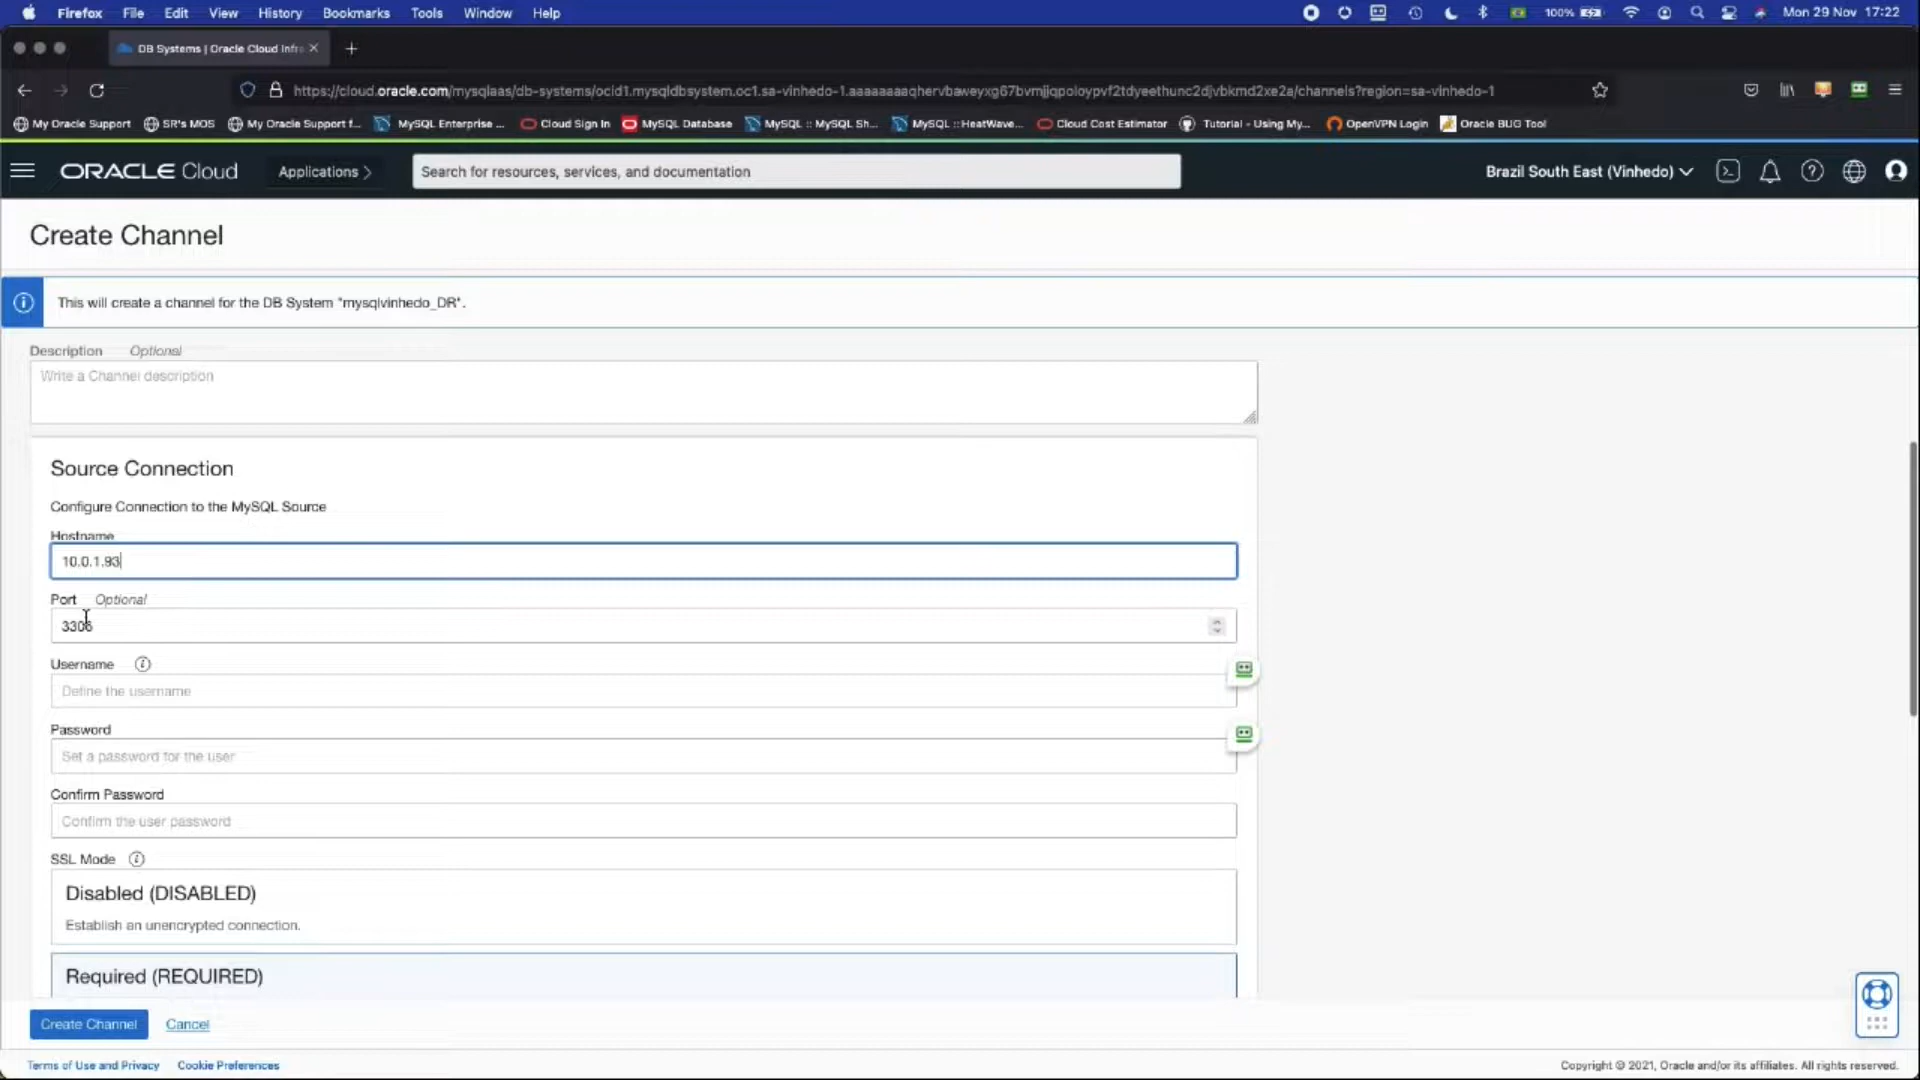 Firefox File Edit View History Bookmarks Tools Window Help 100% Mon 29 Nov 17:22
DB Systems | Oracle Cloud Infra
https://cloud.oracle.com/mysqlaas/db-systems/ocid1.mysqldbsystem.oc1.sa-vinhedo-1.aaaaaaaaqhervbaweyxg67bvmjjqpoloypvf2tdyeethunc2djvbkmd2xe2a/channels?region=sa-vinhedo-1
My Oracle Support SR's MOS My Oracle Support f... MySQL Enterprise ... Cloud Sign In MySQL Database MySQL :: MySQL Sh... MySQL :: HeatWave... Cloud Cost Estimator Tutorial - Using My... OpenVPN Login Oracle BUG Tool
ORACLE Cloud Applications Search for resources, services, and documentation Brazil South East (Vinhedo)
Create Channel
This will create a channel for the DB System "mysqlvinhedo_DR".
Description Optional
Write a Channel description
Source Connection
Configure Connection to the MySQL Source
Hostname
10.0.1.93
Port Optional
3306
Username
Define the username
Password
Set a password for the user
Confirm Password
Confirm the user password
SSL Mode
Disabled (DISABLED)
Establish an unencrypted connection.
Required (REQUIRED)
Create Channel Cancel
Terms of Use and Privacy Cookie Preferences Copyright © 2021, Oracle and/or its affiliates. All rights reserved.